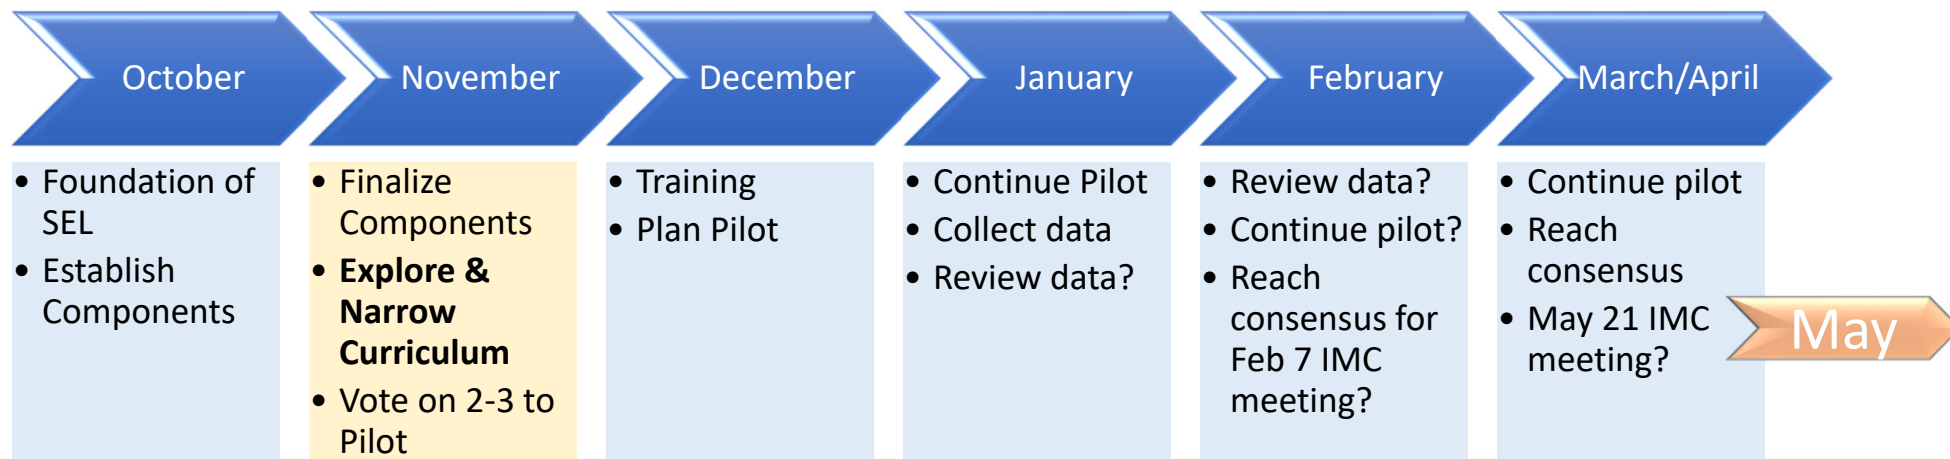 October
November
December
January
February
March/April
• Foundation of
SEL
• Establish
Components
• Finalize
Components
• Explore &
Narrow
Curriculum
• Vote on 2-3 to
Pilot
• Training
• Plan Pilot
• Continue Pilot
• Collect data
• Review data?
• Review data?
• Continue pilot?
• Reach
consensus for
Feb 7 IMC
meeting?
• Continue pilot
• Reach
consensus
• May 21 IMC
meeting?
May